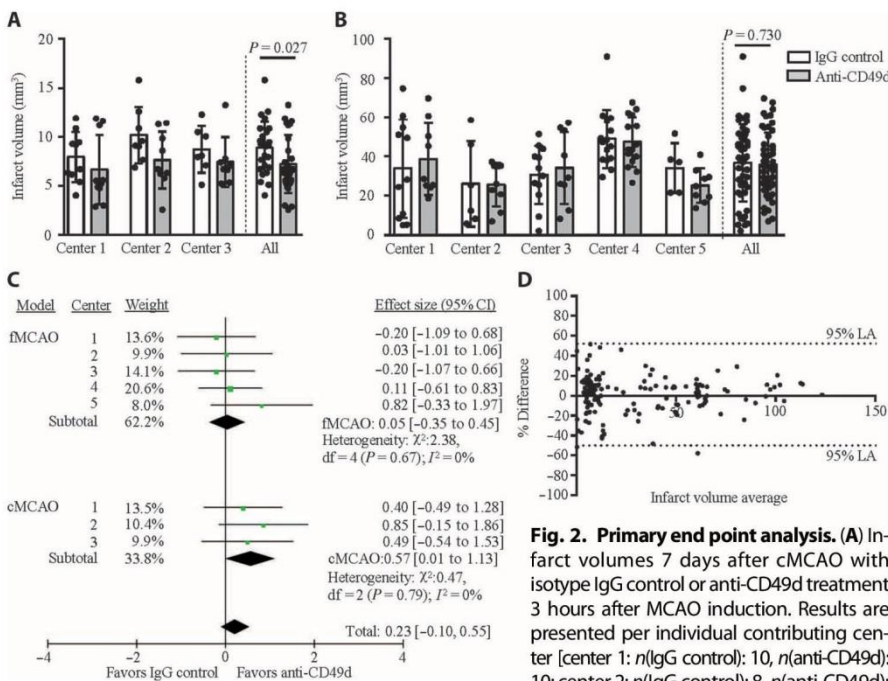 A
Infarct volume (mm³)
20
15
10
5
0
P = 0.027
Center 1 Center 2 Center 3 All
B
Infarct volume (mm³)
100
80
60
40
20
0
P = 0.730
IgG control
Anti-CD49d
Center 1 Center 2 Center 3 Center 4 Center 5 All
C
Model Center Weight Effect size (95% CI)
fMCAO 1 13.6% −0.20 [−1.09 to 0.68]
2 9.9% 0.03 [−1.01 to 1.06]
3 14.1% −0.20 [−1.07 to 0.66]
4 20.6% 0.11 [−0.61 to 0.83]
5 8.0% 0.82 [−0.33 to 1.97]
Subtotal 62.2% fMCAO: 0.05 [−0.35 to 0.45]
Heterogeneity: χ²:2.38,
df = 4 (P = 0.67); I² = 0%
cMCAO 1 13.5% 0.40 [−0.49 to 1.28]
2 10.4% 0.85 [−0.15 to 1.86]
3 9.9% 0.49 [−0.54 to 1.53]
Subtotal 33.8% cMCAO:0.57 [0.01 to 1.13]
Heterogeneity: χ²:0.47,
df = 2 (P = 0.79); I² = 0%
Total: 0.23 [−0.10, 0.55]
−4 −2 0 2 4
Favors IgG control Favors anti-CD49d
D
% Difference
100
80
60
40
20
0
−20
−40
−60
−80
−100
95% LA
50 100 150
95% LA
Infarct volume average
Fig. 2. Primary end point analysis. (A) In-
farct volumes 7 days after cMCAO with
isotype IgG control or anti-CD49d treatment
3 hours after MCAO induction. Results are
presented per individual contributing cen-
ter [center 1: n(IgG control): 10, n(anti-CD49d):